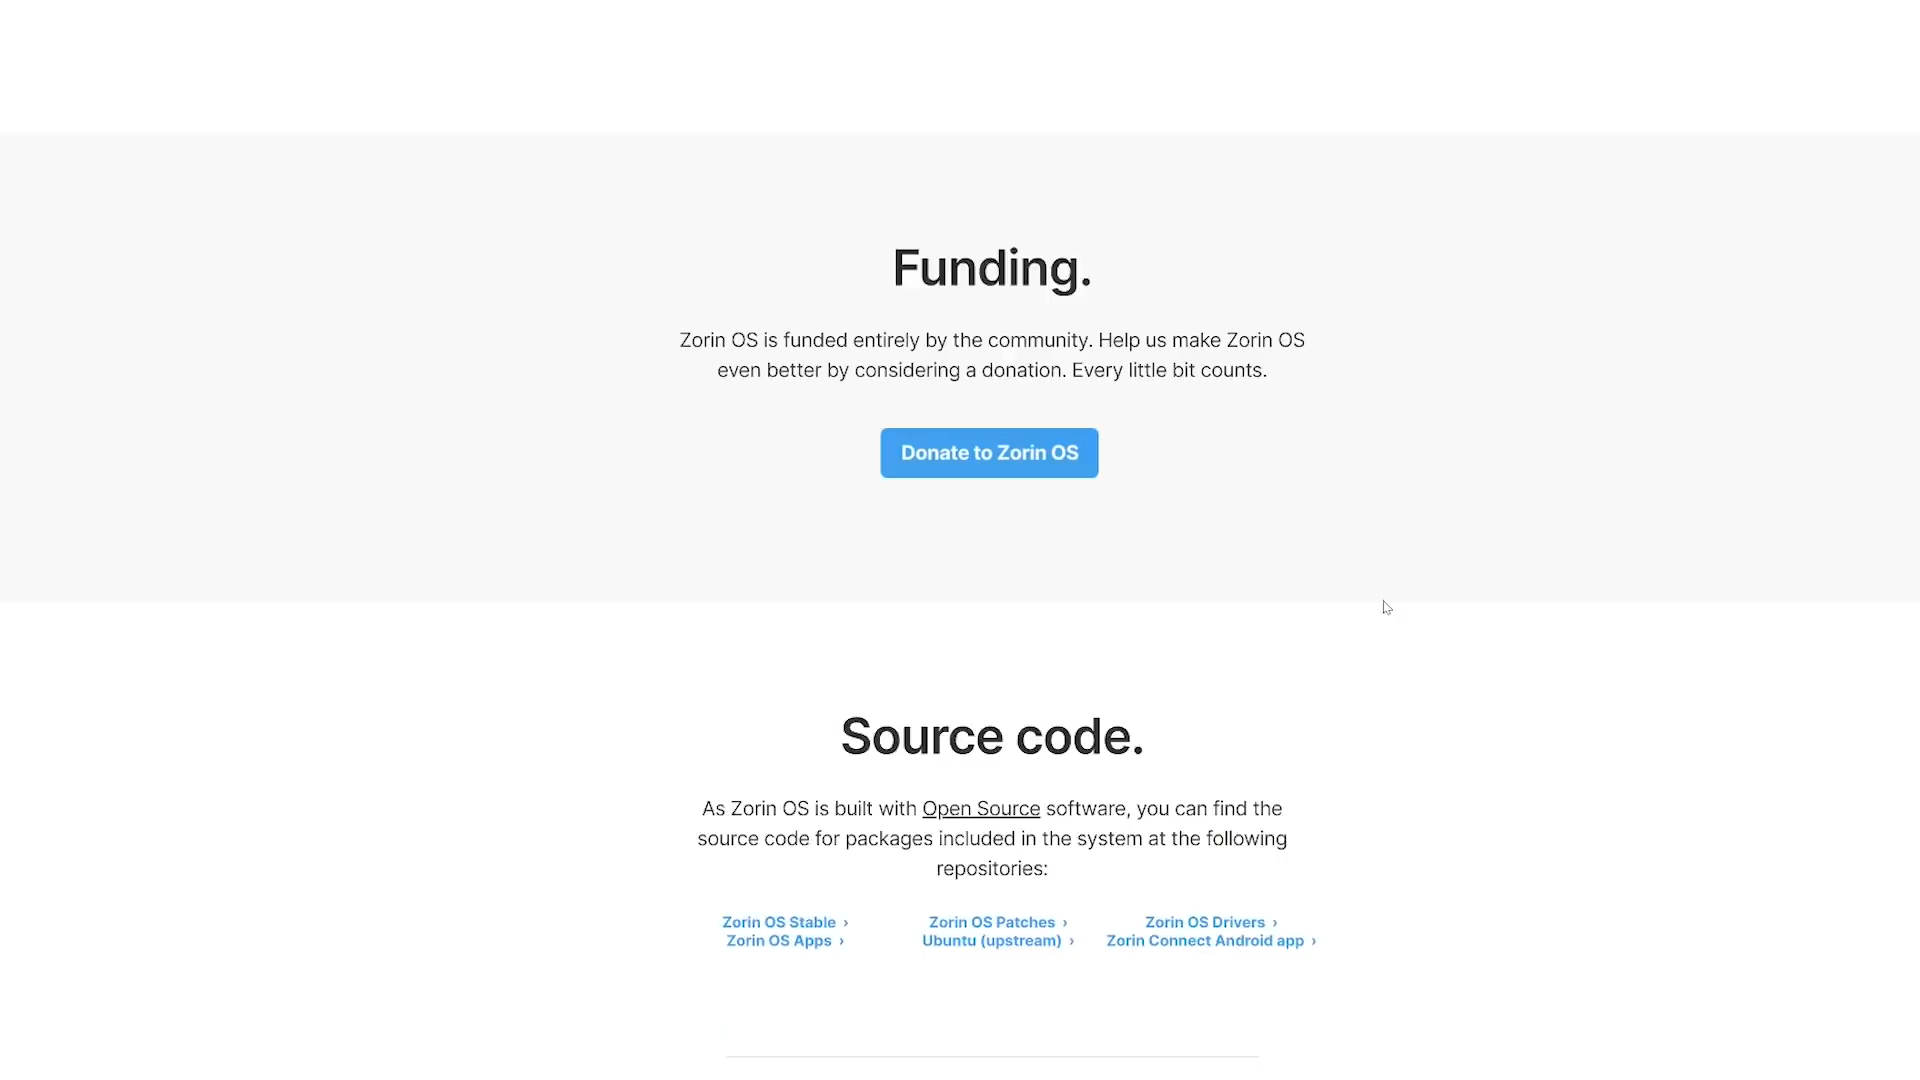 Funding.
Zorin OS is funded entirely by the community. Help us make Zorin OS
even better by considering a donation. Every little bit counts.
Donate to Zorin OS
Source code.
As Zorin OS is built with Open Source software, you can find the
source code for packages included in the system at the following
repositories:
Zorin OS Stable ›
Zorin OS Apps ›
Zorin OS Patches ›
Ubuntu (upstream) ›
Zorin OS Drivers ›
Zorin Connect Android app ›